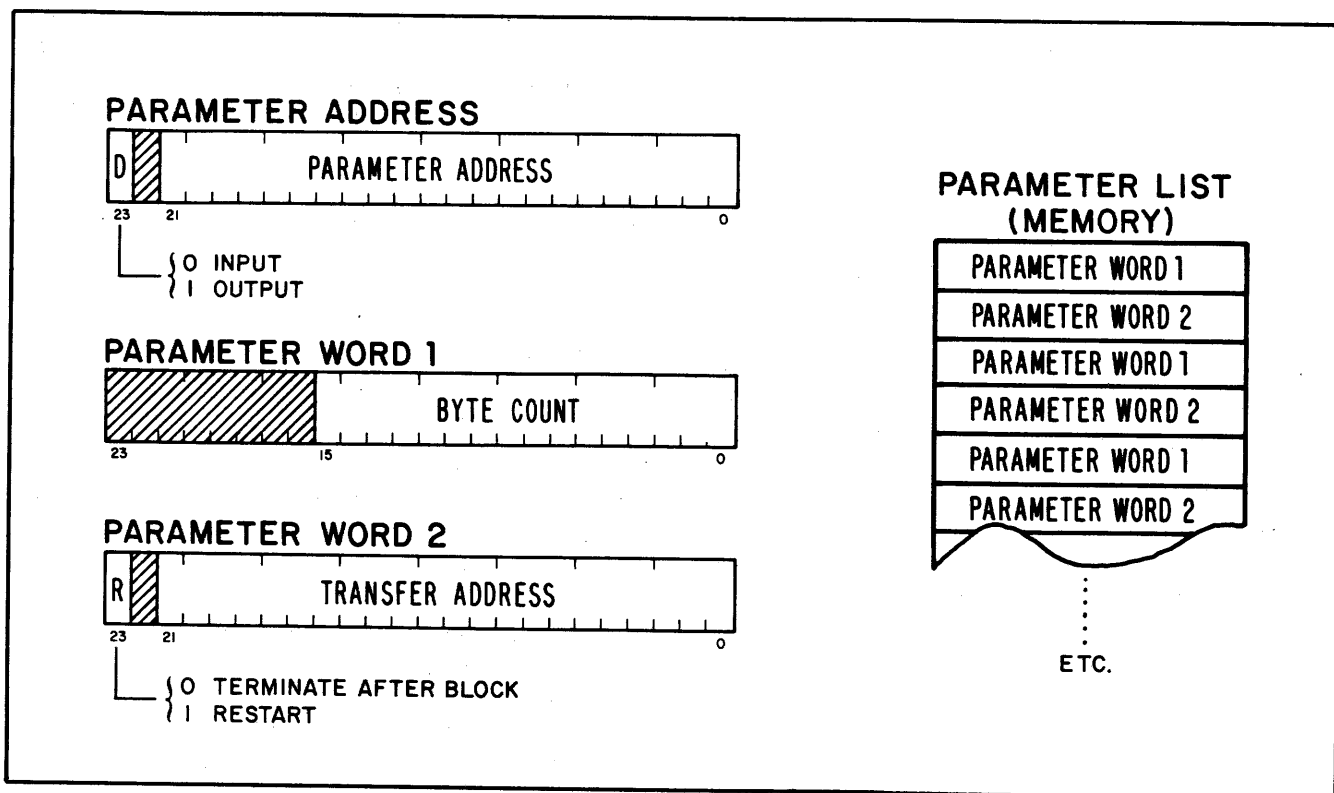 PARAMETER ADDRESS
D PARAMETER ADDRESS
23 21 0
0 INPUT
1 OUTPUT
PARAMETER WORD 1
BYTE COUNT
23 15 0
PARAMETER WORD 2
R TRANSFER ADDRESS
23 21 0
0 TERMINATE AFTER BLOCK
1 RESTART
PARAMETER LIST
(MEMORY)
PARAMETER WORD 1
PARAMETER WORD 2
PARAMETER WORD 1
PARAMETER WORD 2
PARAMETER WORD 1
PARAMETER WORD 2
ETC.